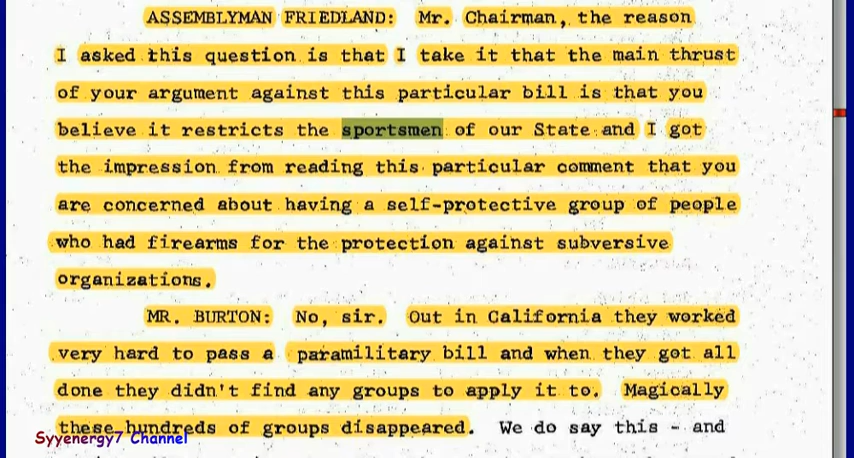 ASSEMBLYMAN FRIEDLAND: Mr. Chairman, the reason
I asked this question is that I take it that the main thrust
of your argument against this particular bill is that you
believe it restricts the sportsmen of our State and I got
the impression from reading this particular comment that you
are concerned about having a self-protective group of people
who had firearms for the protection against subversive
organizations.
MR. BURTON: No, sir. Out in California they worked
very hard to pass a paramilitary bill and when they got all
done they didn't find any groups to apply it to. Magically
these hundreds of groups disappeared. We do say this - and
Syyenergy7 Channel